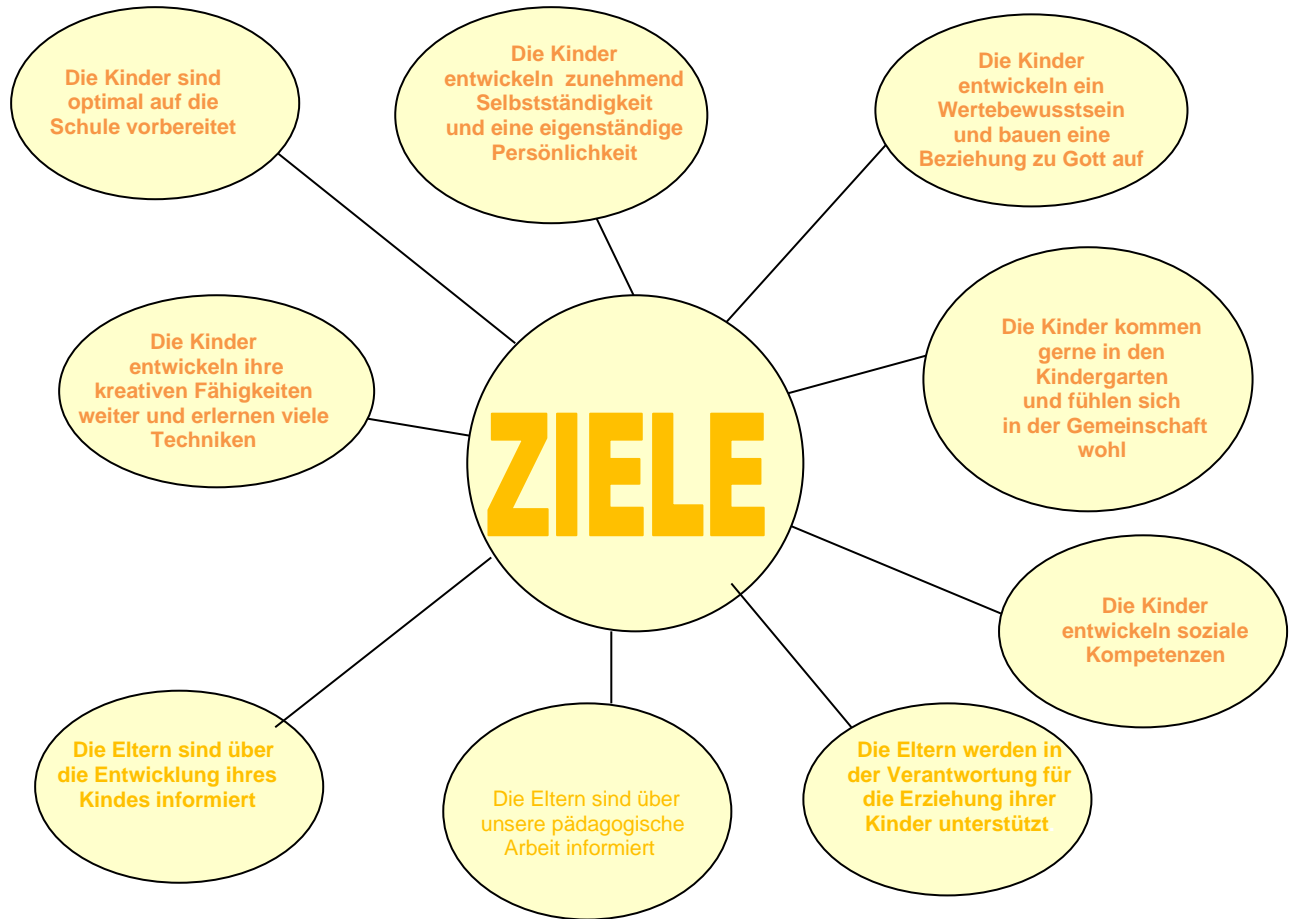 Die Kinder sind
optimal auf die
Schule vorbereitet
Die Kinder
entwickeln zunehmend
Selbstständigkeit
und eine eigenständige
Persönlichkeit
Die Kinder
entwickeln ein
Wertebewusstsein
und bauen eine
Beziehung zu Gott auf
Die Kinder
entwickeln ihre
kreativen Fähigkeiten
weiter und erlernen viele
Techniken
ZIELE
Die Kinder kommen
gerne in den
Kindergarten
und fühlen sich
in der Gemeinschaft
wohl
Die Kinder
entwickeln soziale
Kompetenzen
Die Eltern sind über
die Entwicklung ihres
Kindes informiert
Die Eltern sind über
unsere pädagogische
Arbeit informiert
Die Eltern werden in
der Verantwortung für
die Erziehung ihrer
Kinder unterstützt